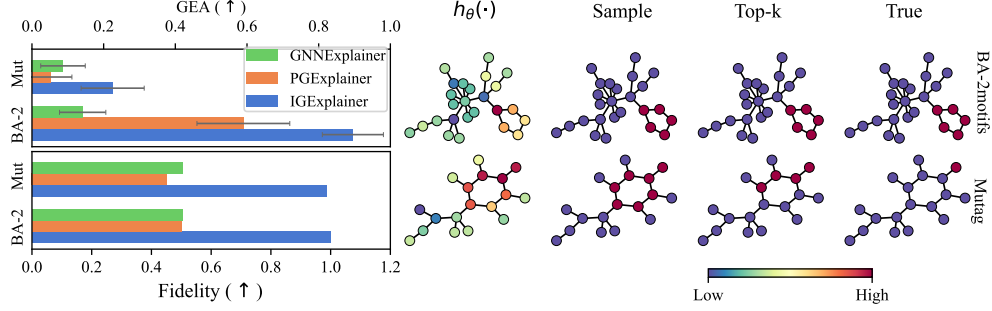 GEA (↑)
0.0 0.2 0.4 0.6 0.8 1.0
Mut
BA-2
GNNExplainer
PGExplainer
IGExplainer
Mut
BA-2
0.0 0.2 0.4 0.6 0.8 1.0 1.2
Fidelity (↑)
hθ(·) Sample Top-k True
BA-2motifs
Mutag
Low High